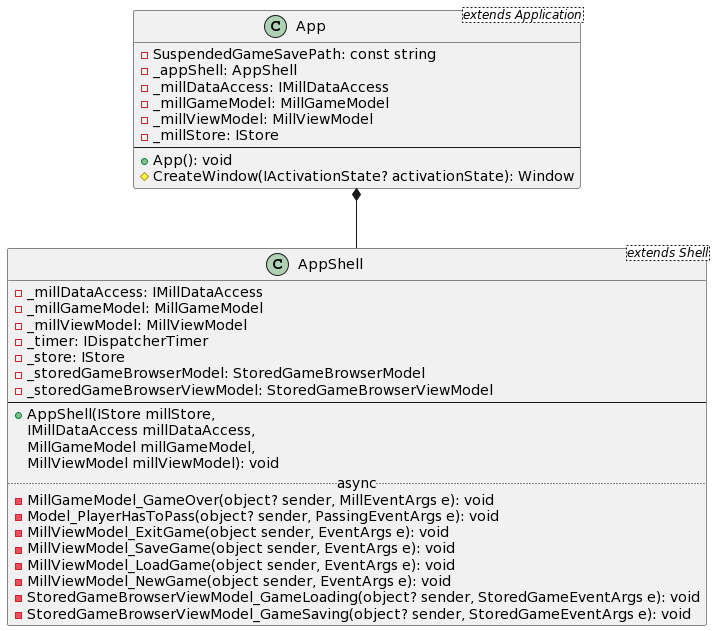 C App
extends Application
SuspendedGameSavePath: const string
_appShell: AppShell
_millDataAccess: IMillDataAccess
_millGameModel: MillGameModel
_millViewModel: MillViewModel
_millStore: IStore
App(): void
CreateWindow(IActivationState? activationState): Window
C AppShell
extends Shell
_millDataAccess: IMillDataAccess
_millGameModel: MillGameModel
_millViewModel: MillViewModel
_timer: IDispatcherTimer
_store: IStore
_storedGameBrowserModel: StoredGameBrowserModel
_storedGameBrowserViewModel: StoredGameBrowserViewModel
AppShell(IStore millStore,
IMillDataAccess millDataAccess,
MillGameModel millGameModel,
MillViewModel millViewModel): void
async
MillGameModel_GameOver(object? sender, MillEventArgs e): void
Model_PlayerHasToPass(object? sender, PassingEventArgs e): void
MillViewModel_ExitGame(object sender, EventArgs e): void
MillViewModel_SaveGame(object sender, EventArgs e): void
MillViewModel_LoadGame(object sender, EventArgs e): void
MillViewModel_NewGame(object sender, EventArgs e): void
StoredGameBrowserViewModel_GameLoading(object? sender, StoredGameEventArgs e): void
StoredGameBrowserViewModel_GameSaving(object? sender, StoredGameEventArgs e): void